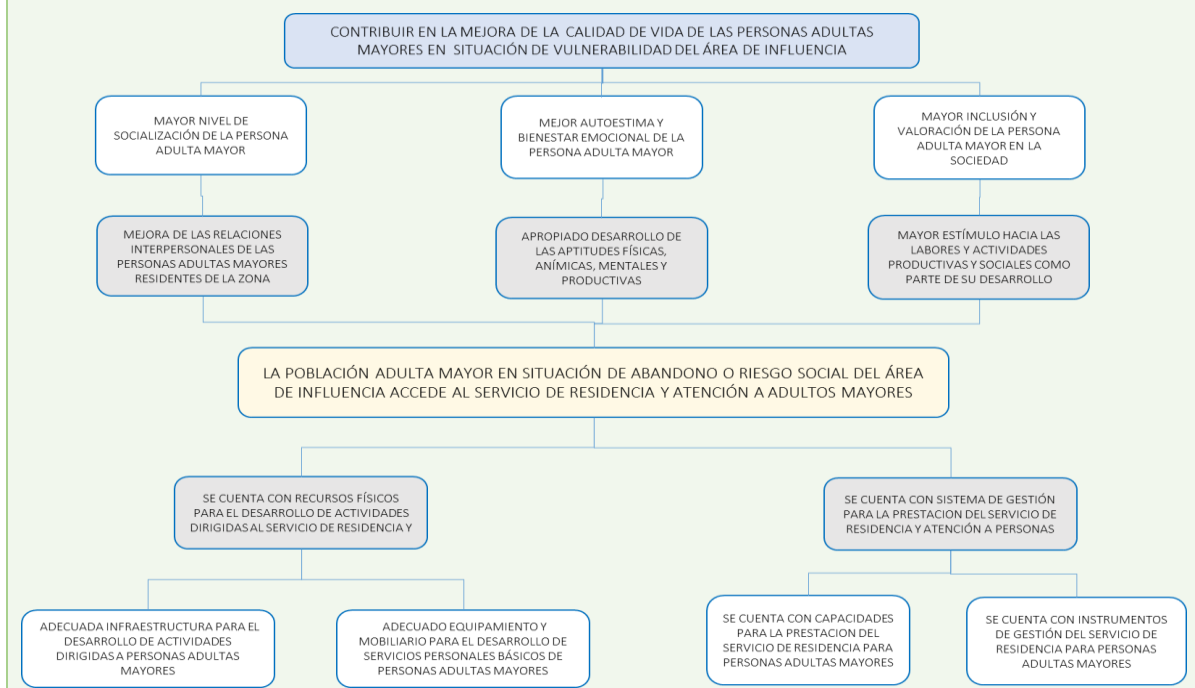 CONTRIBUIR EN LA MEJORA DE LA CALIDAD DE VIDA DE LAS PERSONAS ADULTAS
MAYORES EN SITUACIÓN DE VULNERABILIDAD DEL ÁREA DE INFLUENCIA
MAYOR NIVEL DE
SOCIALIZACIÓN DE LA PERSONA
ADULTA MAYOR
MEJOR AUTOESTIMA Y
BIENESTAR EMOCIONAL DE LA
PERSONA ADULTA MAYOR
MAYOR INCLUSIÓN Y
VALORACIÓN DE LA PERSONA
ADULTA MAYOR EN LA
SOCIEDAD
MEJORA DE LAS RELACIONES
INTERPERSONALES DE LAS
PERSONAS ADULTAS MAYORES
RESIDENTES DE LA ZONA
APROPIADO DESARROLLO DE
LAS APTITUDES FÍSICAS,
ANÍMICAS, MENTALES Y
PRODUCTIVAS
MAYOR ESTÍMULO HACIA LAS
LABORES Y ACTIVIDADES
PRODUCTIVAS Y SOCIALES COMO
PARTE DE SU DESARROLLO
LA POBLACIÓN ADULTA MAYOR EN SITUACIÓN DE ABANDONO O RIESGO SOCIAL DEL ÁREA
DE INFLUENCIA ACCEDE AL SERVICIO DE RESIDENCIA Y ATENCIÓN A ADULTOS MAYORES
SE CUENTA CON RECURSOS FÍSICOS
PARA EL DESARROLLO DE ACTIVIDADES
DIRIGIDAS AL SERVICIO DE RESIDENCIA Y
SE CUENTA CON SISTEMA DE GESTIÓN
PARA LA PRESTACION DEL SERVICIO DE
RESIDENCIA Y ATENCIÓN A PERSONAS
ADECUADA INFRAESTRUCTURA PARA EL
DESARROLLO DE ACTIVIDADES
DIRIGIDAS A PERSONAS ADULTAS
MAYORES
ADECUADO EQUIPAMIENTO Y
MOBILIARIO PARA EL DESARROLLO DE
SERVICIOS PERSONALES BÁSICOS DE
PERSONAS ADULTAS MAYORES
SE CUENTA CON CAPACIDADES
PARA LA PRESTACION DEL
SERVICIO DE RESIDENCIA PARA
PERSONAS ADULTAS MAYORES
SE CUENTA CON INSTRUMENTOS
DE GESTIÓN DEL SERVICIO DE
RESIDENCIA PARA PERSONAS
ADULTAS MAYORES